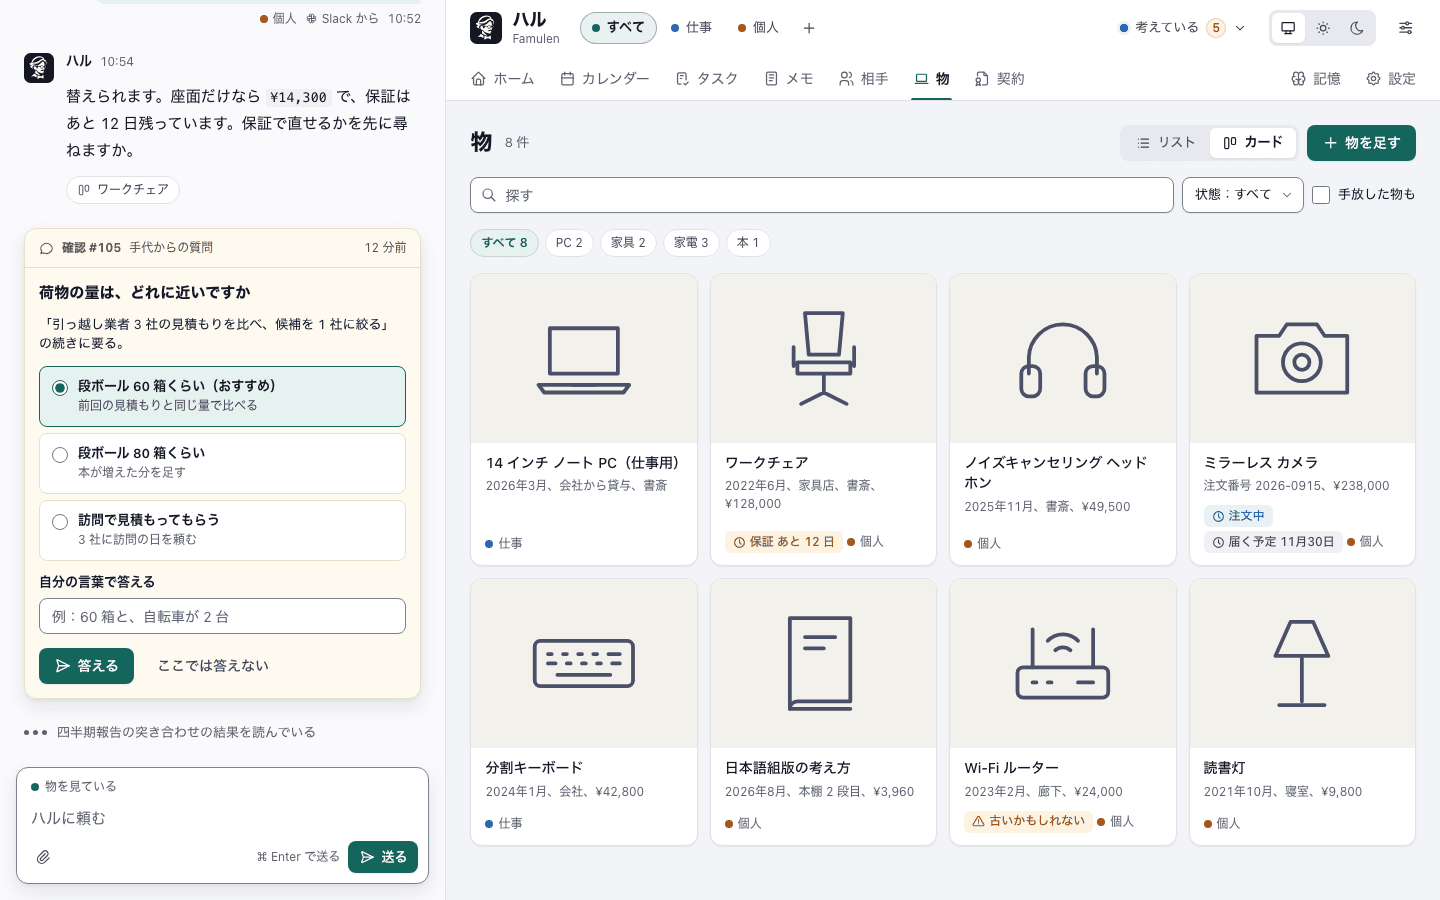 個人 Slack から 10:52
ハル 10:54
替えられます。座面だけなら ¥14,300 で、保証は
あと 12 日残っています。保証で直せるかを先に尋
ねますか。
ワークチェア
確認 #105 手代からの質問 12 分前
荷物の量は、どれに近いですか
「引っ越し業者 3 社の見積もりを比べ、候補を 1 社に絞る」
の続きに要る。
段ボール 60 箱くらい（おすすめ）
前回の見積もりと同じ量で比べる
段ボール 80 箱くらい
本が増えた分を足す
訪問で見積もってもらう
3 社に訪問の日を頼む
自分の言葉で答える
例：60 箱と、自転車が 2 台
答える ここでは答えない
四半期報告の突き合わせの結果を読んでいる
物を見ている
ハルに頼む
⌘ Enter で送る 送る
ハル
Famulen
すべて 仕事 個人
考えている 5
ホーム カレンダー タスク メモ 相手 物 契約 記憶 設定
物 8 件
リスト カード 物を足す
探す
状態：すべて 手放した物も
すべて 8 PC 2 家具 2 家電 3 本 1
14 インチ ノート PC（仕事用）
2026年3月、会社から貸与、書斎
仕事
ワークチェア
2022年6月、家具店、書斎、
¥128,000
保証 あと 12 日 個人
ノイズキャンセリング ヘッド
ホン
2025年11月、書斎、¥49,500
個人
ミラーレス カメラ
注文番号 2026-0915、¥238,000
注文中
届く予定 11月30日 個人
分割キーボード
2024年1月、会社、¥42,800
仕事
日本語組版の考え方
2026年8月、本棚 2 段目、¥3,960
個人
Wi-Fi ルーター
2023年2月、廊下、¥24,000
古いかもしれない 個人
読書灯
2021年10月、寝室、¥9,800
個人